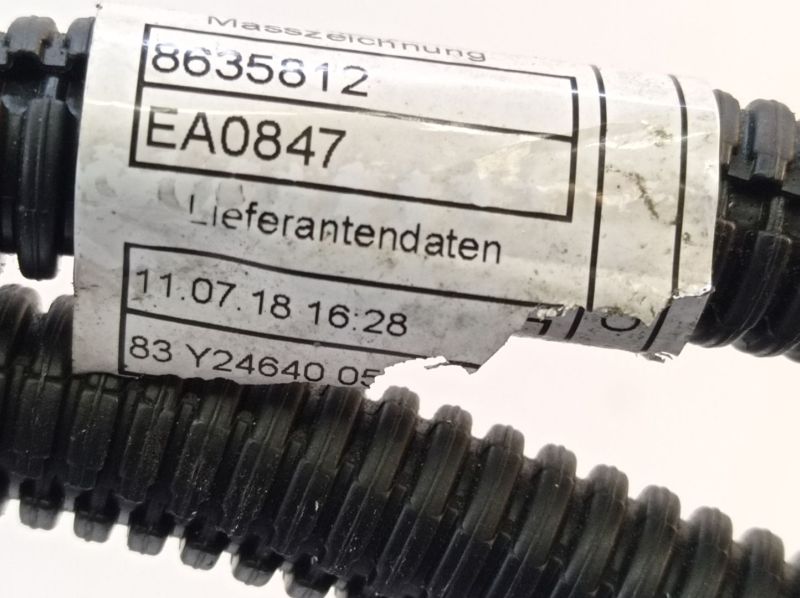 Masszeichnung
8635812
EA0847
Lieferantendaten
11.07.18 16:28
83 Y24640 05